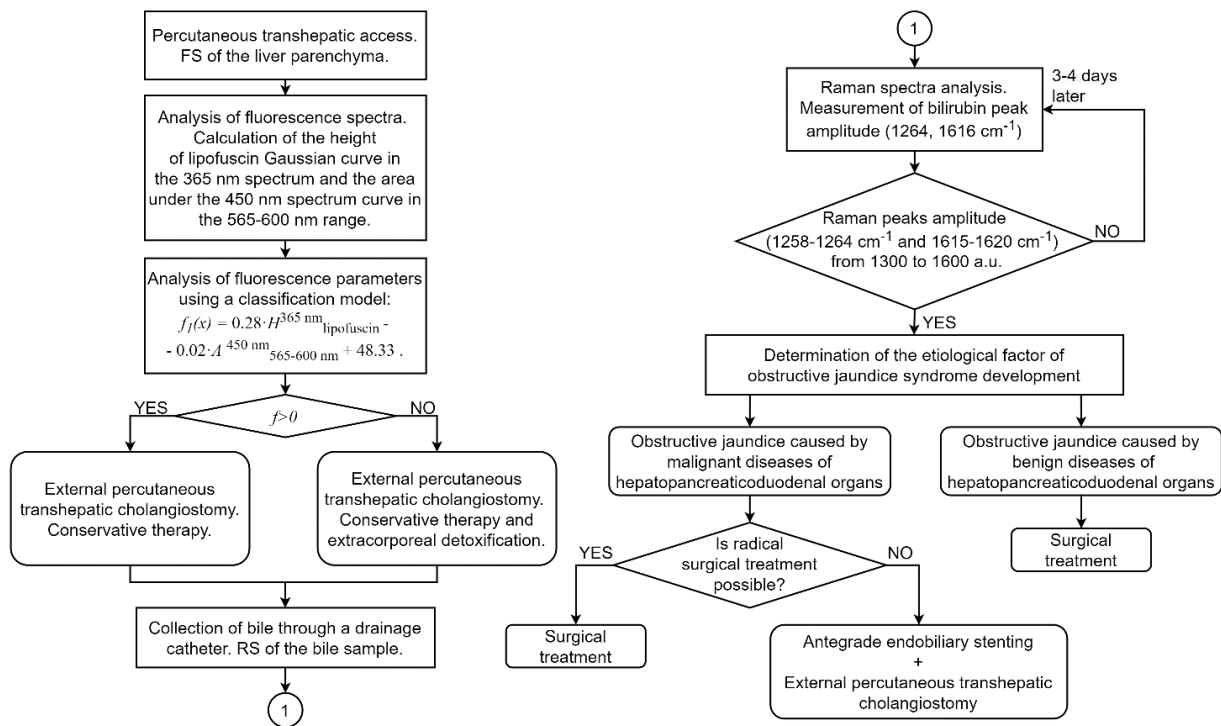 Percutaneous transhepatic access.
FS of the liver parenchyma.
Analysis of fluorescence spectra.
Calculation of the height
of lipofuscin Gaussian curve in
the 365 nm spectrum and the area
under the 450 nm spectrum curve in
the 565-600 nm range.
Analysis of fluorescence parameters
using a classification model:
f₁(x) = 0.28·H³⁶⁵ ⁿᵐlipofuscin -
- 0.02·A ⁴⁵⁰ ⁿᵐ565-600 nm + 48.33 .
YES
f>0
NO
External percutaneous
transhepatic cholangiostomy.
Conservative therapy.
External percutaneous
transhepatic cholangiostomy.
Conservative therapy and
extracorporeal detoxification.
Collection of bile through a drainage
catheter. RS of the bile sample.
1
1
Raman spectra analysis.
Measurement of bilirubin peak
amplitude (1264, 1616 cm⁻¹)
3-4 days
later
Raman peaks amplitude
(1258-1264 cm⁻¹ and 1615-1620 cm⁻¹)
from 1300 to 1600 a.u.
NO
YES
Determination of the etiological factor of
obstructive jaundice syndrome development
Obstructive jaundice caused by
malignant diseases of
hepatopancreaticoduodenal organs
Obstructive jaundice caused by
benign diseases of
hepatopancreaticoduodenal organs
Surgical
treatment
YES
Is radical
surgical treatment
possible?
NO
Surgical
treatment
Antegrade endobiliary stenting
+
External percutaneous transhepatic
cholangiostomy